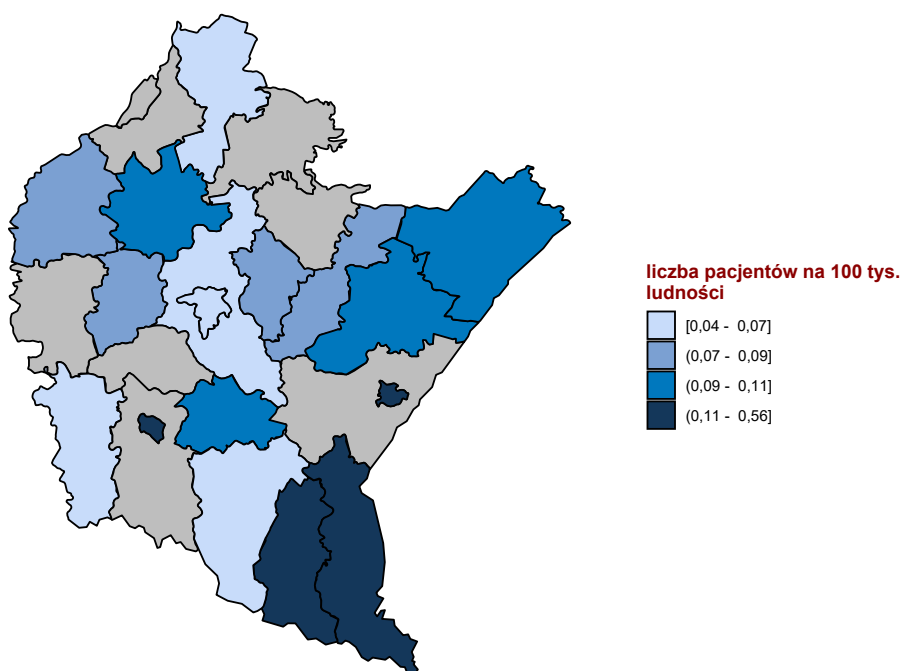 liczba pacjentów na 100 tys.
ludności
[0,04 - 0,07]
(0,07 - 0,09]
(0,09 - 0,11]
(0,11 - 0,56]